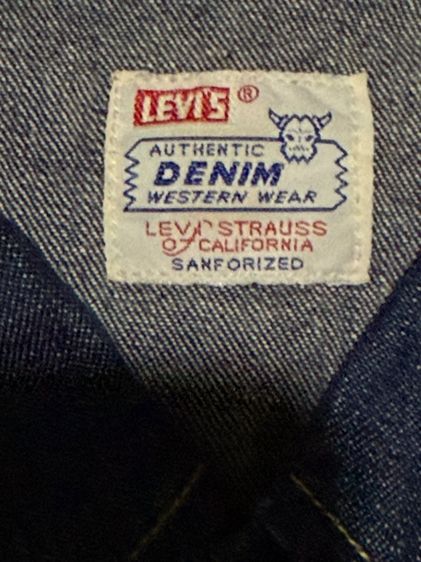 LEVI'S ®
AUTHENTIC
DENIM
WESTERN WEAR
LEVI STRAUSS
OF CALIFORNIA
SANFORIZED